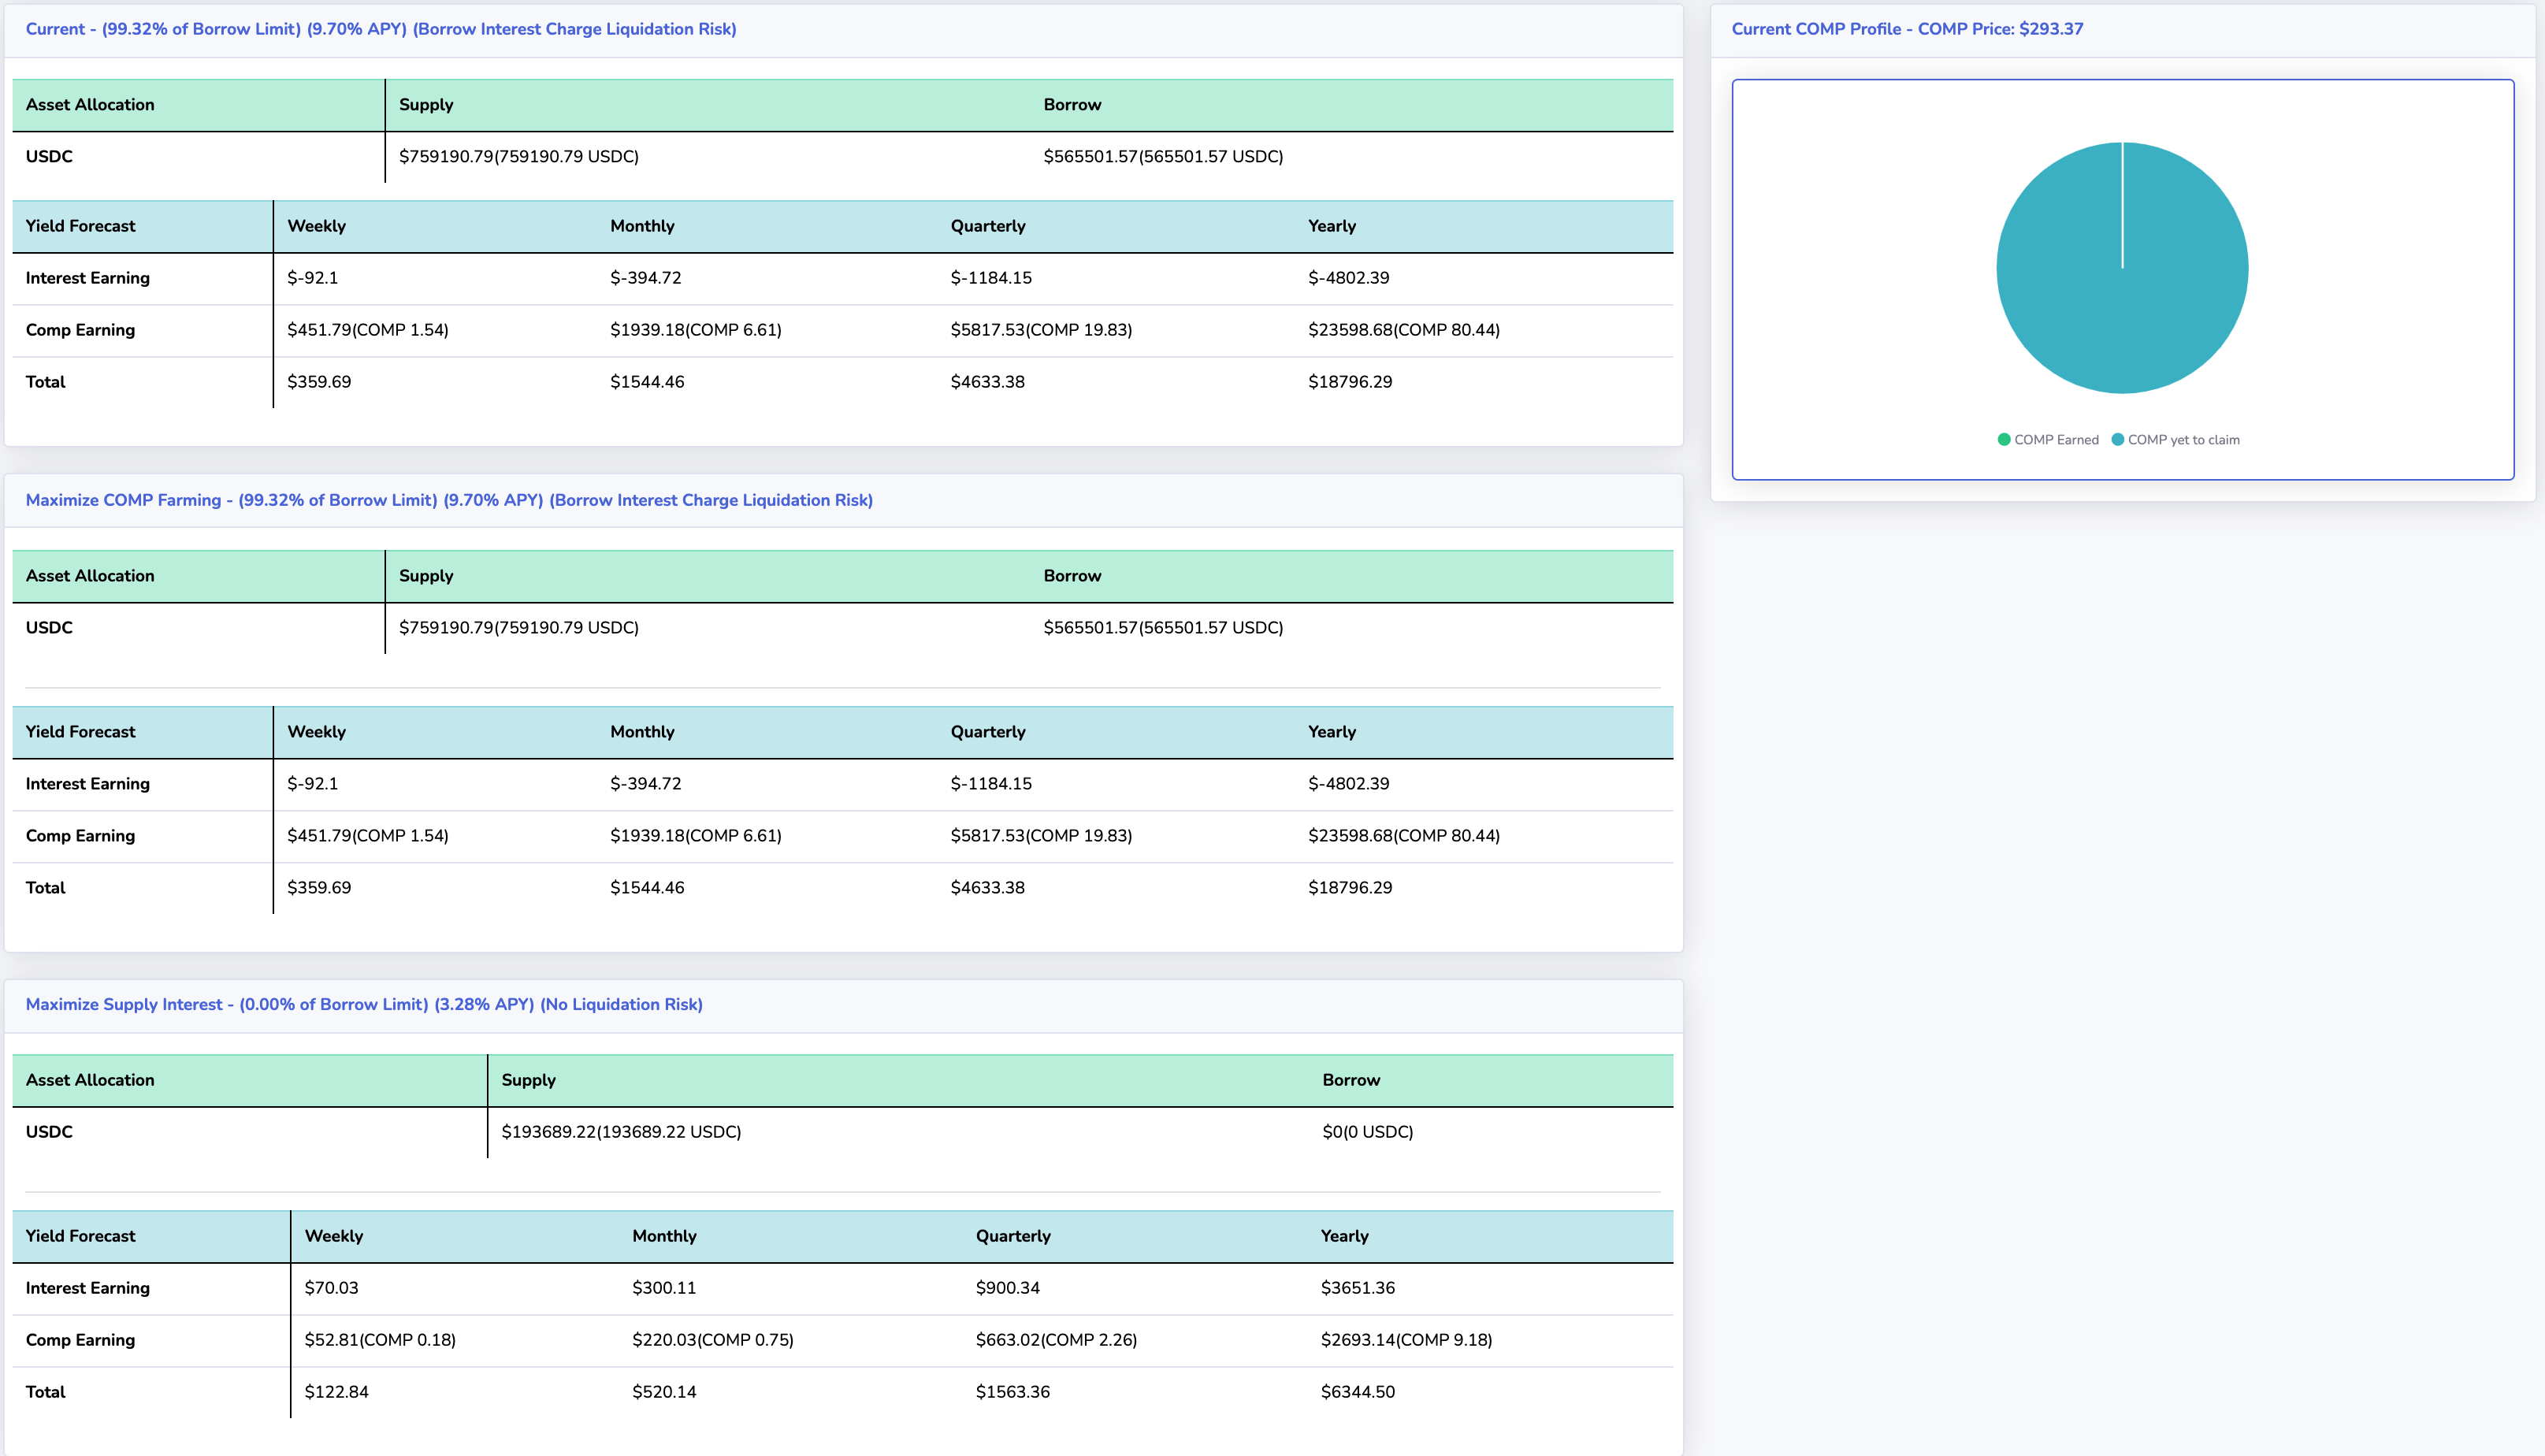 Current - (99.32% of Borrow Limit) (9.70% APY) (Borrow Interest Charge Liquidation Risk)
Asset Allocation Supply Borrow
USDC $759190.79(759190.79 USDC) $565501.57(565501.57 USDC)
Yield Forecast Weekly Monthly Quarterly Yearly
Interest Earning $-92.1 $-394.72 $-1184.15 $-4802.39
Comp Earning $451.79(COMP 1.54) $1939.18(COMP 6.61) $5817.53(COMP 19.83) $23598.68(COMP 80.44)
Total $359.69 $1544.46 $4633.38 $18796.29
Maximize COMP Farming - (99.32% of Borrow Limit) (9.70% APY) (Borrow Interest Charge Liquidation Risk)
Asset Allocation Supply Borrow
USDC $759190.79(759190.79 USDC) $565501.57(565501.57 USDC)
Yield Forecast Weekly Monthly Quarterly Yearly
Interest Earning $-92.1 $-394.72 $-1184.15 $-4802.39
Comp Earning $451.79(COMP 1.54) $1939.18(COMP 6.61) $5817.53(COMP 19.83) $23598.68(COMP 80.44)
Total $359.69 $1544.46 $4633.38 $18796.29
Maximize Supply Interest - (0.00% of Borrow Limit) (3.28% APY) (No Liquidation Risk)
Asset Allocation Supply Borrow
USDC $193689.22(193689.22 USDC) $0(0 USDC)
Yield Forecast Weekly Monthly Quarterly Yearly
Interest Earning $70.03 $300.11 $900.34 $3651.36
Comp Earning $52.81(COMP 0.18) $220.03(COMP 0.75) $663.02(COMP 2.26) $2693.14(COMP 9.18)
Total $122.84 $520.14 $1563.36 $6344.50
Current COMP Profile - COMP Price: $293.37
COMP Earned COMP yet to claim